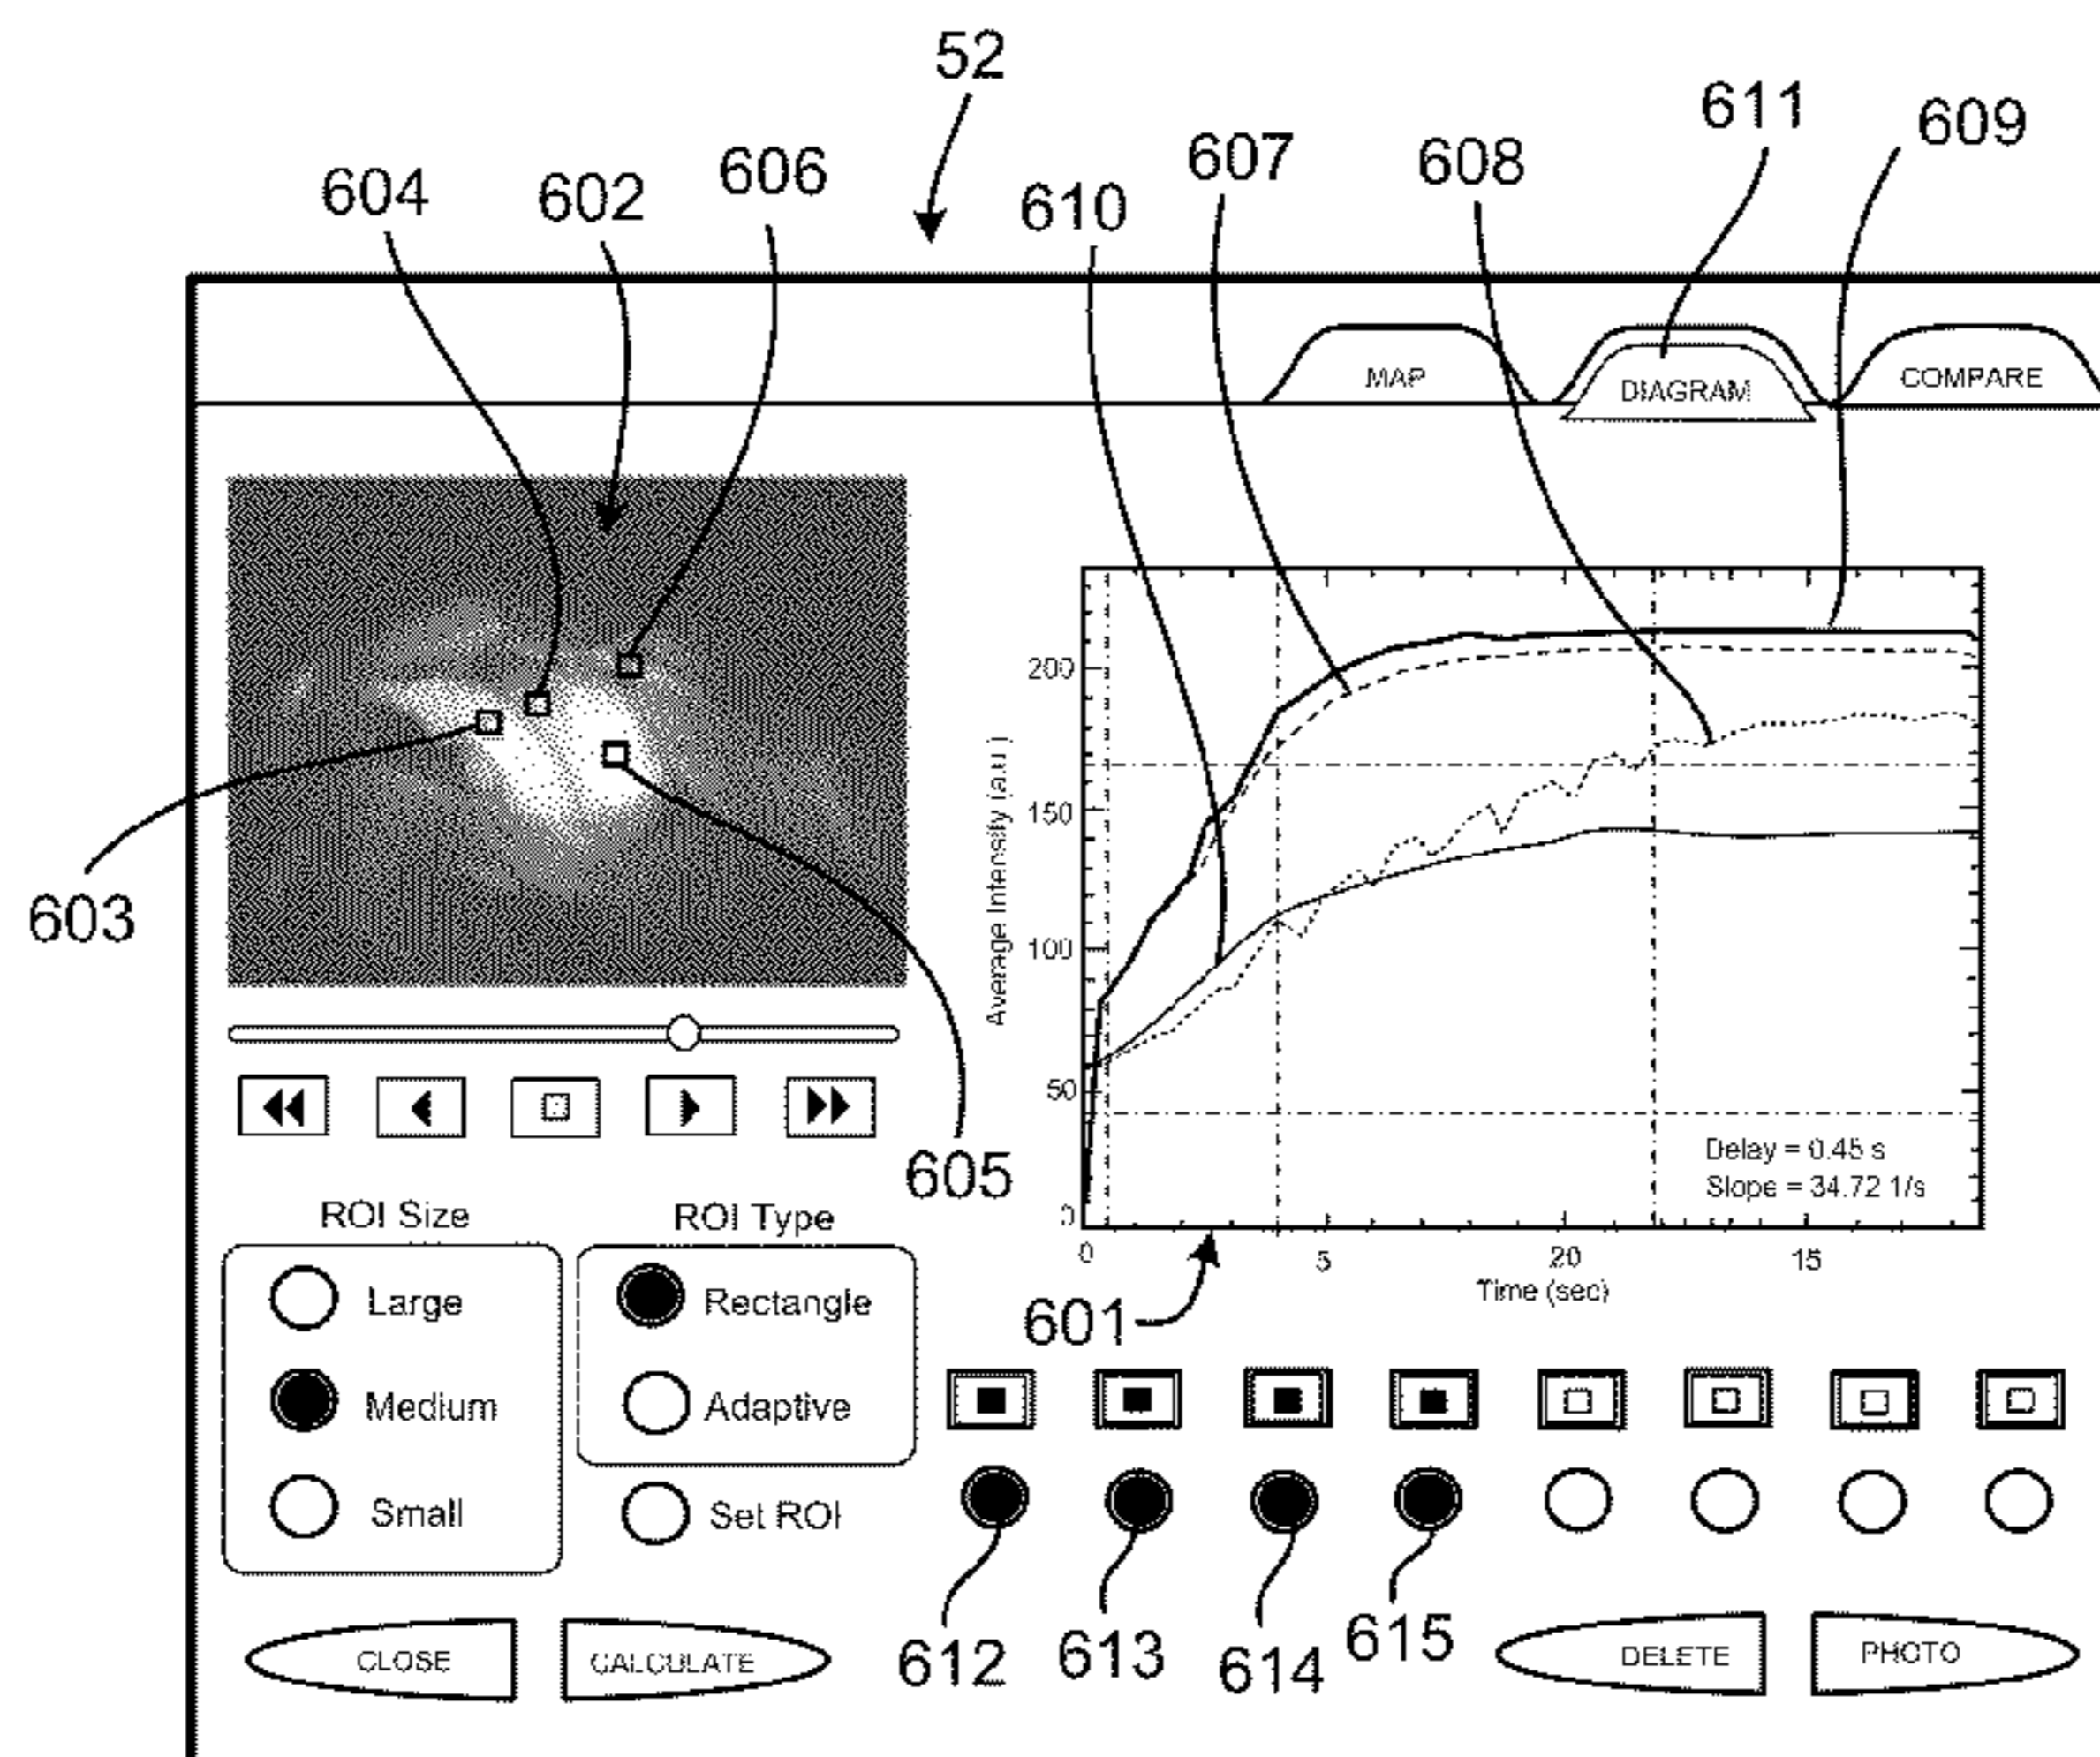 52
611
609
607
608
606
604
602
610
MAP
DIAGRAM
COMPARE
603
605
Average Intensity (a.u.)
200
150
100
50
0
Delay = 0.45 s
Slope = 34.72 1/s
0
5
20
15
Time (sec)
601
ROI Size
ROI Type
Large
Rectangle
Medium
Adaptive
Small
Set ROI
612
613
614
615
CLOSE
CALCULATE
DELETE
PHOTO